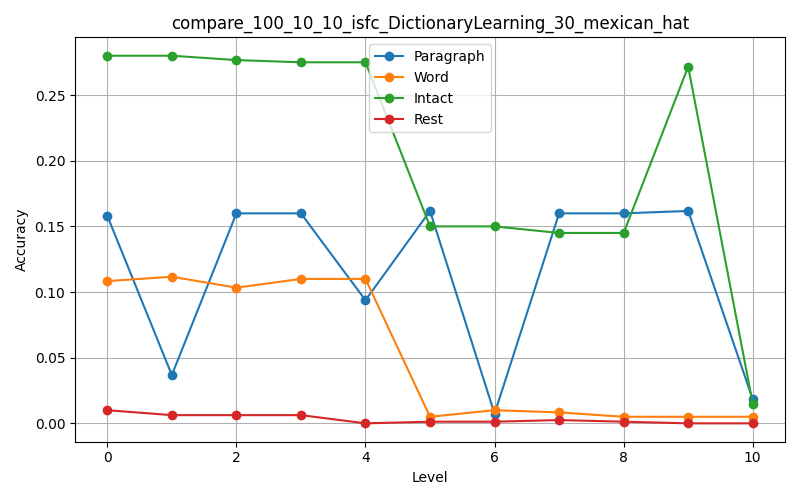 compare_100_10_10_isfc_DictionaryLearning_30_mexican_hat
Paragraph
Word
Intact
Rest
Accuracy
0.25
0.20
0.15
0.10
0.05
0.00
0 2 4 6 8 10
Level